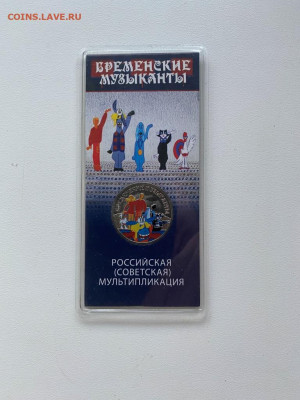 COINS.LAVE.RU
БРЕМЕНСКИЕ
МУЗЫКАНТЫ
РОССИЙСКАЯ
(СОВЕТСКАЯ)
МУЛЬТИПЛИКАЦИЯ